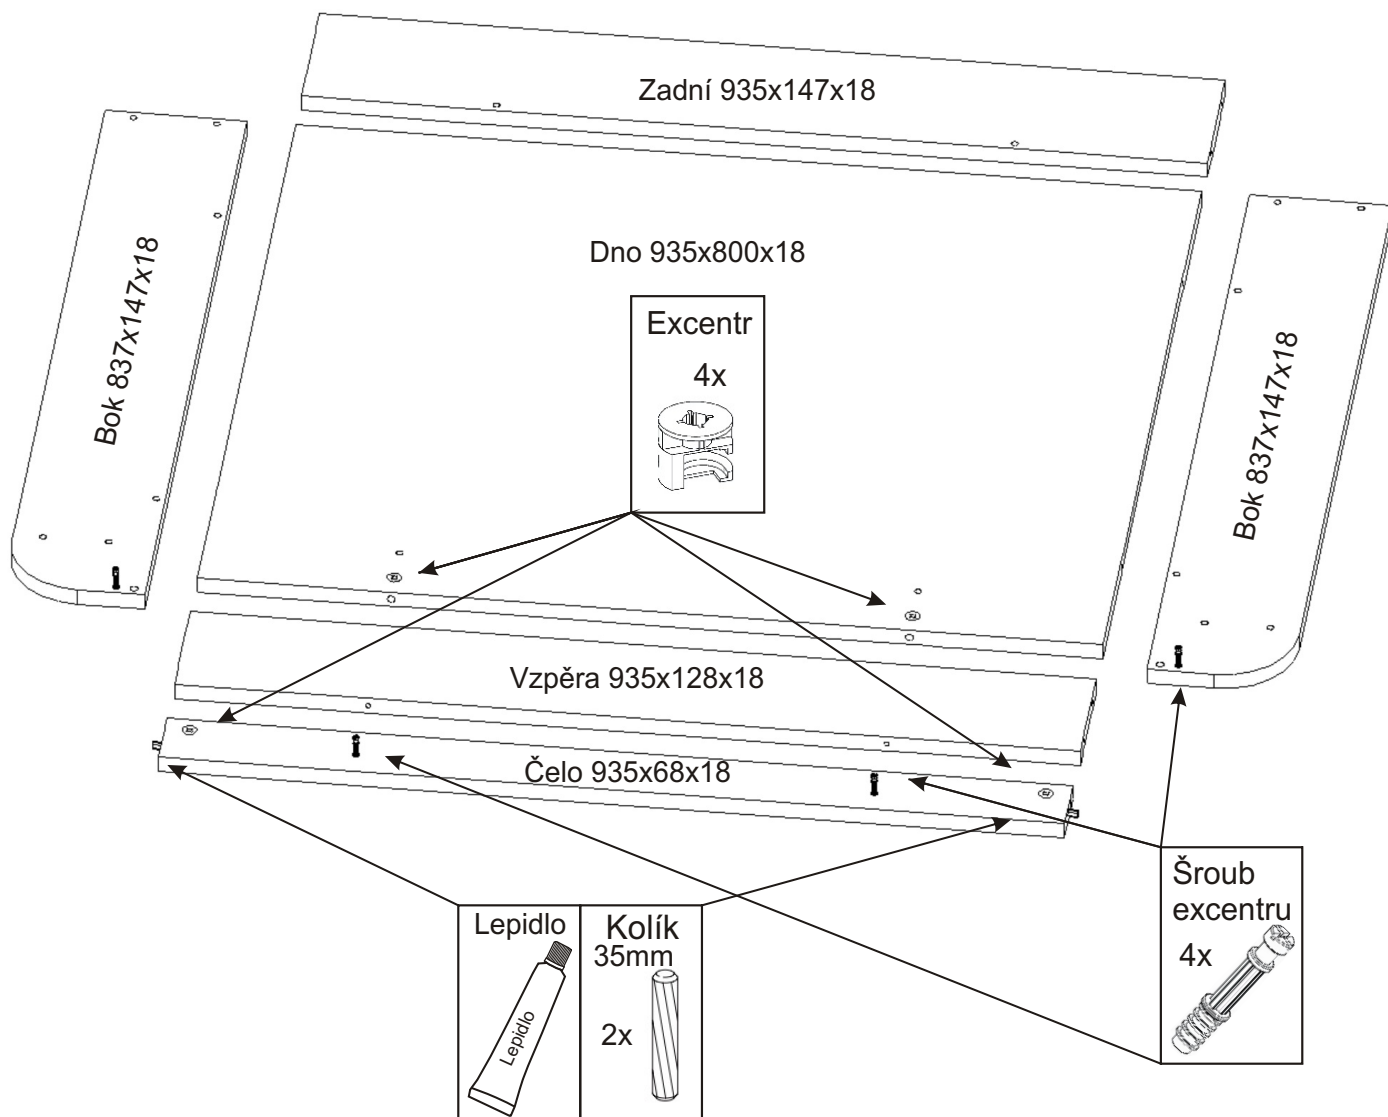 Zadní 935x147x18
Dno 935x800x18
Bok 837x147x18
Bok 837x147x18
Excentr
4x
Vzpěra 935x128x18
Čelo 935x68x18
Lepidlo
Lepidlo
Kolík
35mm
2x
Šroub
excentru
4x